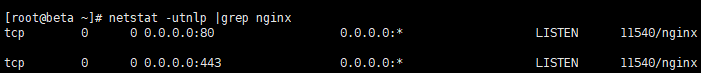 [root@beta ~]# netstat -utnlp |grep nginx
tcp        0      0 0.0.0.0:80              0.0.0.0:*               LISTEN      11540/nginx
tcp        0      0 0.0.0.0:443             0.0.0.0:*               LISTEN      11540/nginx